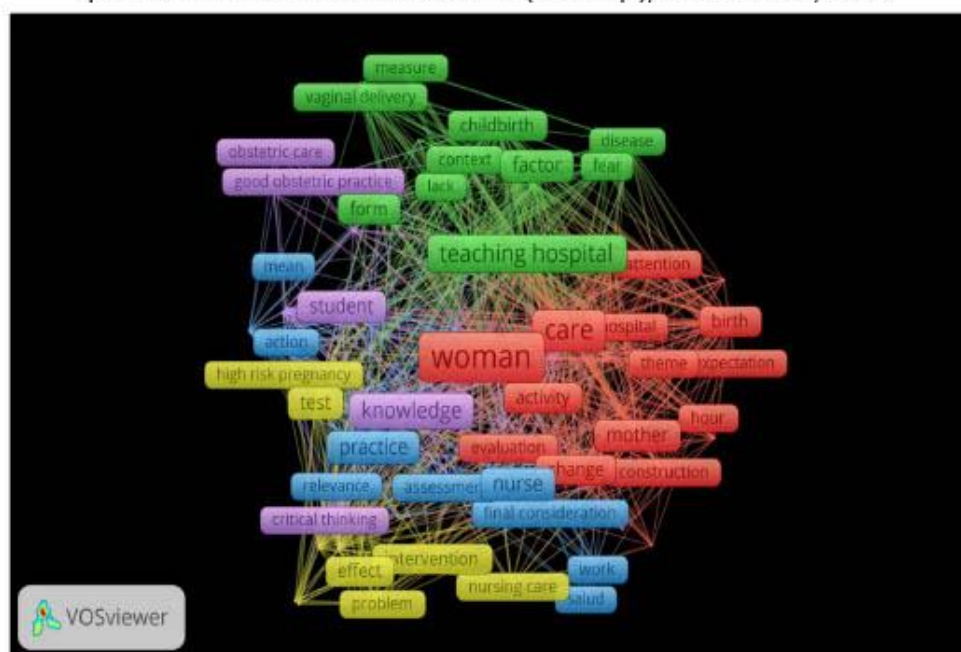 measure
vaginal delivery
childbirth
disease
obstetric care
context
factor
fear
good obstetric practice
lack
form
teaching hospital
attention
mean
student
care
hospital
birth
woman
action
theme
expectation
high risk pregnancy
activity
test
knowledge
hour
mother
practice
evaluation
change
construction
relevance
assessmen
nurse
critical thinking
final consideration
intervention
effect
work
nursing care
problem
salud
VOSviewer